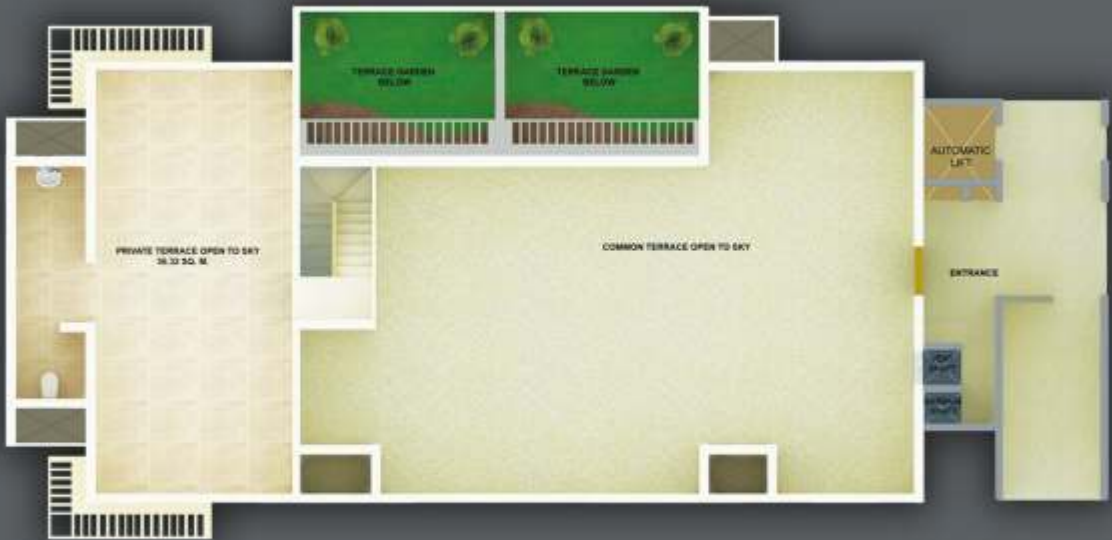 TERRACE GARDEN
BELOW
TERRACE GARDEN
BELOW
AUTOMATIC
LIFT
PRIVATE TERRACE OPEN TO SKY
SQ. M.
COMMON TERRACE OPEN TO SKY
ENTRANCE